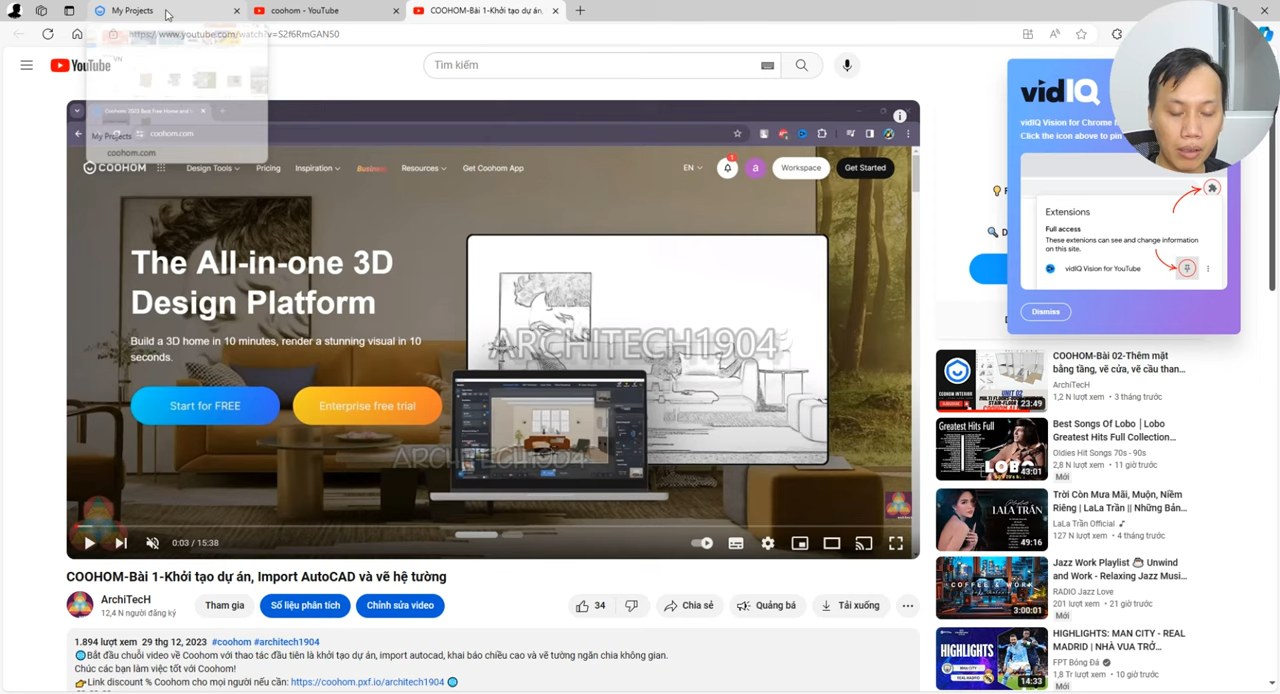 My Projects
coohom - YouTube
COOHOM-Bài 1-Khởi tạo dự án,
https://www.youtube.com/watch?v=S2f6RmGAN50
YouTube
VN
Tìm kiếm
My Projects
coohom.com
coohom.com
COOHOM
Design Tools
Pricing
Inspiration
Business
Resources
Get Coohom App
EN
1
a
Workspace
Get Started
The All-in-one 3D
Design Platform
Build a 3D home in 10 minutes, render a stunning visual in 10
seconds.
Start for FREE
Enterprise free trial
ARCHITECH1904
ARCHITECH1904
0:03 / 15:38
COOHOM-Bài 1-Khởi tạo dự án, Import AutoCAD và vẽ hệ tường
ArchiTecH
12,4 N người đăng ký
Tham gia
Số liệu phân tích
Chỉnh sửa video
34
Chia sẻ
Quảng bá
Tải xuống
1.894 lượt xem 29 thg 12, 2023 #coohom #architech1904
🔵Bắt đầu chuỗi video về Coohom với thao tác đầu tiên là khởi tạo dự án, import autocad, khai báo chiều cao và vẽ tường ngăn chia không gian.
Chúc các bạn làm việc tốt với Coohom!
👉Link discount % Coohom cho mọi người nếu cần: https://coohom.pxf.io/architech1904 🔵
vidIQ
vidIQ Vision for Chrome
Click the icon above to pin
Extensions
Full access
These extenions can see and change information
on this site.
vidIQ Vision for YouTube
Dismiss
COOHOM-Bài 02-Thêm mặt
bằng tầng, vẽ cửa, vẽ cầu than...
ArchiTecH
1,2 N lượt xem • 3 tháng trước
23:49
Best Songs Of Lobo | Lobo
Greatest Hits Full Collection...
Oldies Hit Songs 70s - 90s
2,8 N lượt xem • 11 giờ trước
Mới
Greatest Hits Full
LOBO
43:01
Trời Còn Mưa Mãi, Muộn, Niềm
Riêng | LaLa Trần || Những Bản...
LaLa Trần Official
127 N lượt xem • 4 tháng trước
LALA TRẦN
49:16
Jazz Work Playlist ☕ Unwind
and Work - Relaxing Jazz Musi...
RADIO Jazz Love
201 lượt xem • 21 giờ trước
Mới
COFFEE & WORK
3:00:01
HIGHLIGHTS: MAN CITY - REAL
MADRID | NHÀ VUA TRỞ...
FPT Bóng Đá
1,8 Tr lượt xem • 10 giờ trước
Mới
HIGHLIGHTS
14:33